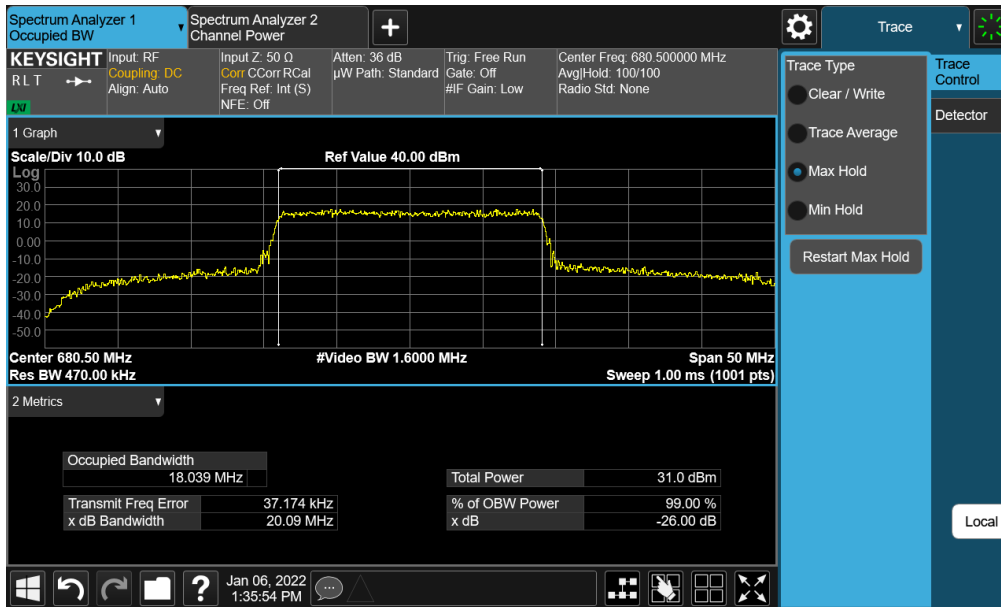 Spectrum Analyzer 1
Occupied BW
Spectrum Analyzer 2
Channel Power
Trace
KEYSIGHT
R L T
LXI
Input: RF
Coupling: DC
Align: Auto
Input Z: 50 Ω
Corr CCorr RCal
Freq Ref: Int (S)
NFE: Off
Atten: 36 dB
µW Path: Standard
Trig: Free Run
Gate: Off
#IF Gain: Low
Center Freq: 680.500000 MHz
Avg|Hold: 100/100
Radio Std: None
1 Graph
Scale/Div 10.0 dB
Ref Value 40.00 dBm
Log
30.0
20.0
10.0
0.00
-10.0
-20.0
-30.0
-40.0
-50.0
Center 680.50 MHz
#Video BW 1.6000 MHz
Span 50 MHz
Res BW 470.00 kHz
Sweep 1.00 ms (1001 pts)
2 Metrics
Occupied Bandwidth
18.039 MHz
Total Power 31.0 dBm
Transmit Freq Error 37.174 kHz
% of OBW Power 99.00 %
x dB Bandwidth 20.09 MHz
x dB -26.00 dB
Trace Type
Clear / Write
Trace Average
Max Hold
Min Hold
Restart Max Hold
Trace
Control
Detector
Local
?
Jan 06, 2022
1:35:54 PM